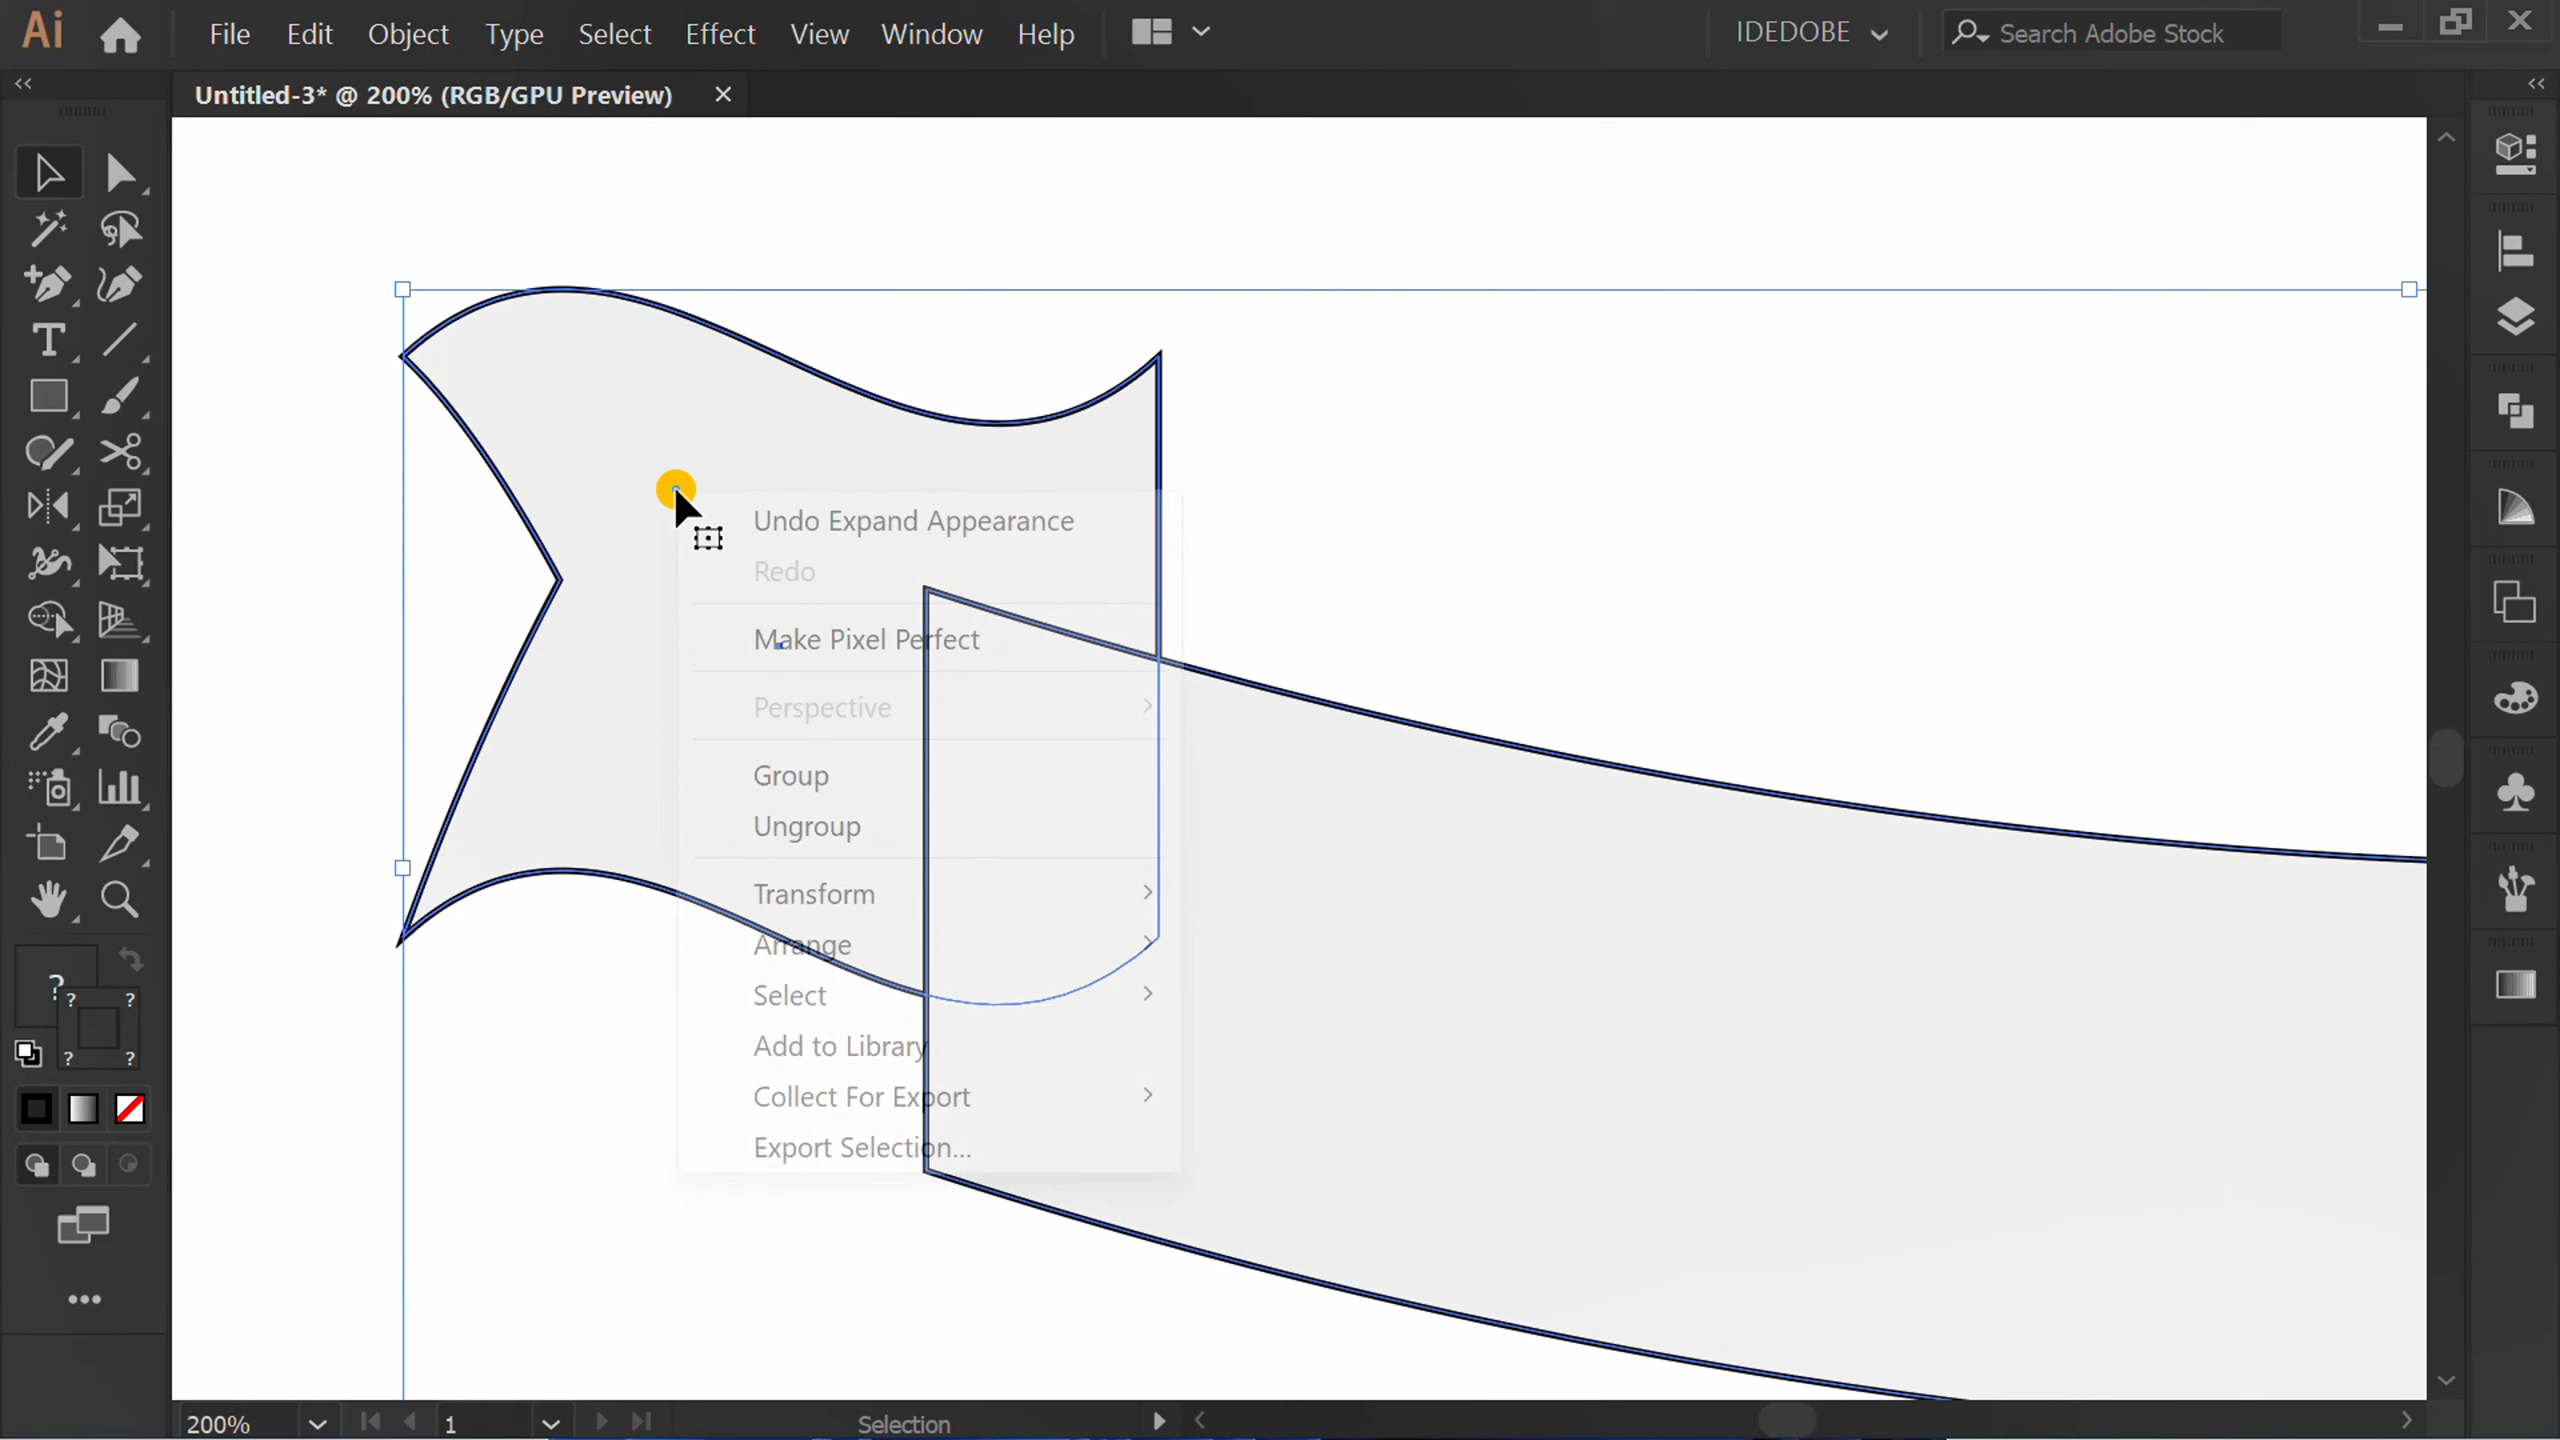 Ai
File Edit Object Type Select Effect View Window Help
IDEDOBE
Search Adobe Stock
Untitled-3* @ 200% (RGB/GPU Preview)
Undo Expand Appearance
Redo
Make Pixel Perfect
Perspective
Group
Ungroup
Transform
Arrange
Select
Add to Library
Collect For Export
Export Selection...
?
? ?
? ?
200%
1
Selection